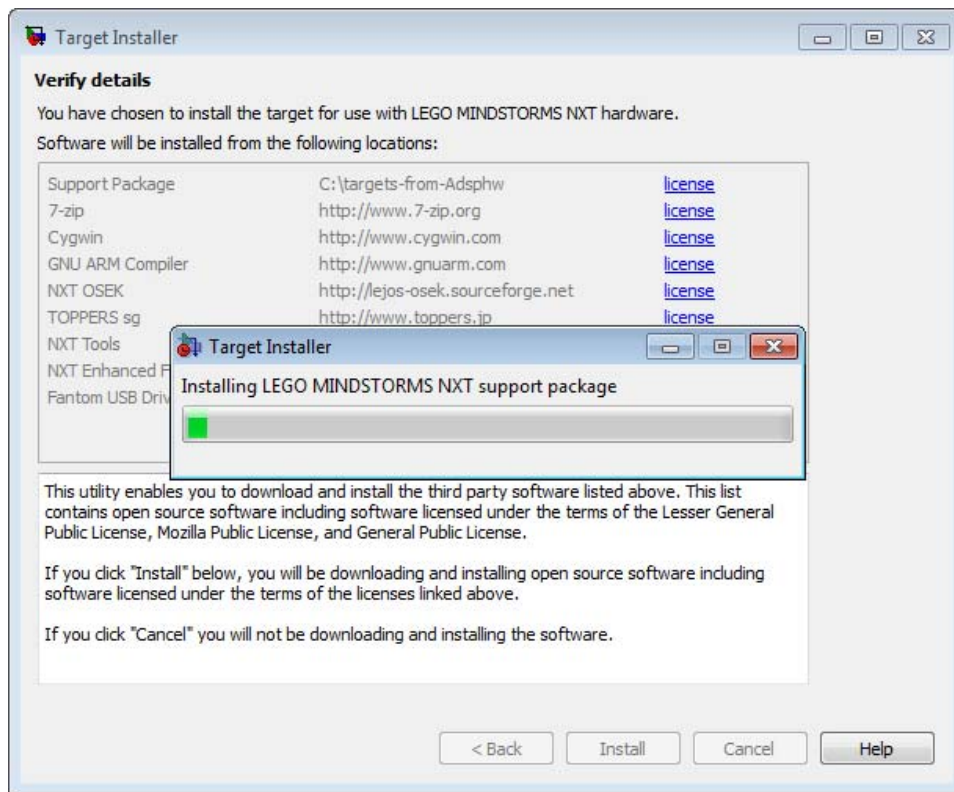 Target Installer
Verify details
You have chosen to install the target for use with LEGO MINDSTORMS NXT hardware.
Software will be installed from the following locations:
Support Package C:\targets-from-Adsphw license
7-zip http://www.7-zip.org license
Cygwin http://www.cygwin.com license
GNU ARM Compiler http://www.gnuarm.com license
NXT OSEK http://lejos-osek.sourceforge.net license
TOPPERS sg http://www.toppers.jp license
NXT Tools
NXT Enhanced F
Fantom USB Driv
Target Installer
Installing LEGO MINDSTORMS NXT support package
This utility enables you to download and install the third party software listed above. This list
contains open source software including software licensed under the terms of the Lesser General
Public License, Mozilla Public License, and General Public License.
If you click "Install" below, you will be downloading and installing open source software including
software licensed under the terms of the licenses linked above.
If you click "Cancel" you will not be downloading and installing the software.
< Back Install Cancel Help